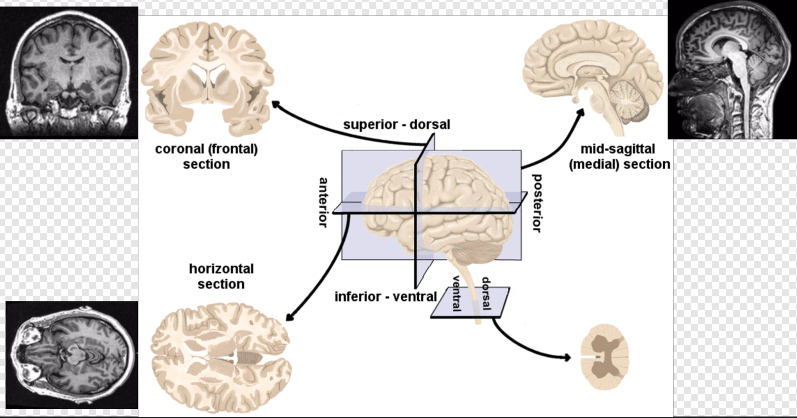 superior - dorsal
coronal (frontal)
section
mid-sagittal
(medial) section
anterior
posterior
horizontal
section
inferior - ventral
ventral
dorsal